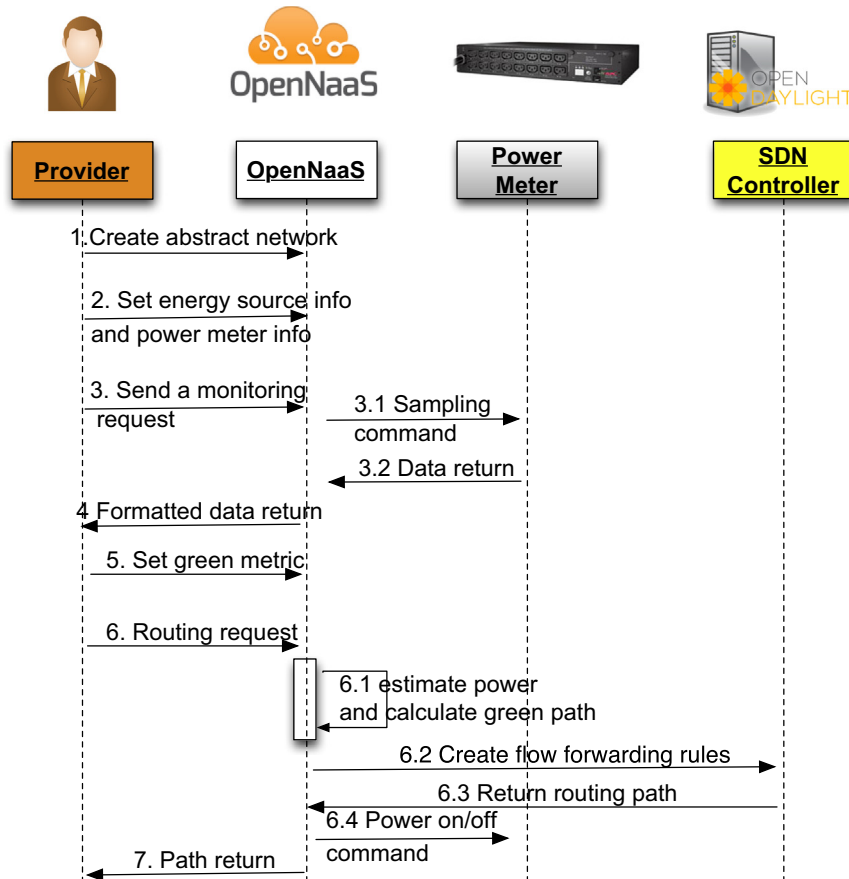 OpenNaaS
OPEN
DAYLIGHT
Provider
OpenNaaS
Power
Meter
SDN
Controller
1.Create abstract network
2. Set energy source info
and power meter info
3. Send a monitoring
request
3.1 Sampling
command
3.2 Data return
4 Formatted data return
5. Set green metric
6. Routing request
6.1 estimate power
and calculate green path
6.2 Create flow forwarding rules
6.3 Return routing path
6.4 Power on/off
command
7. Path return